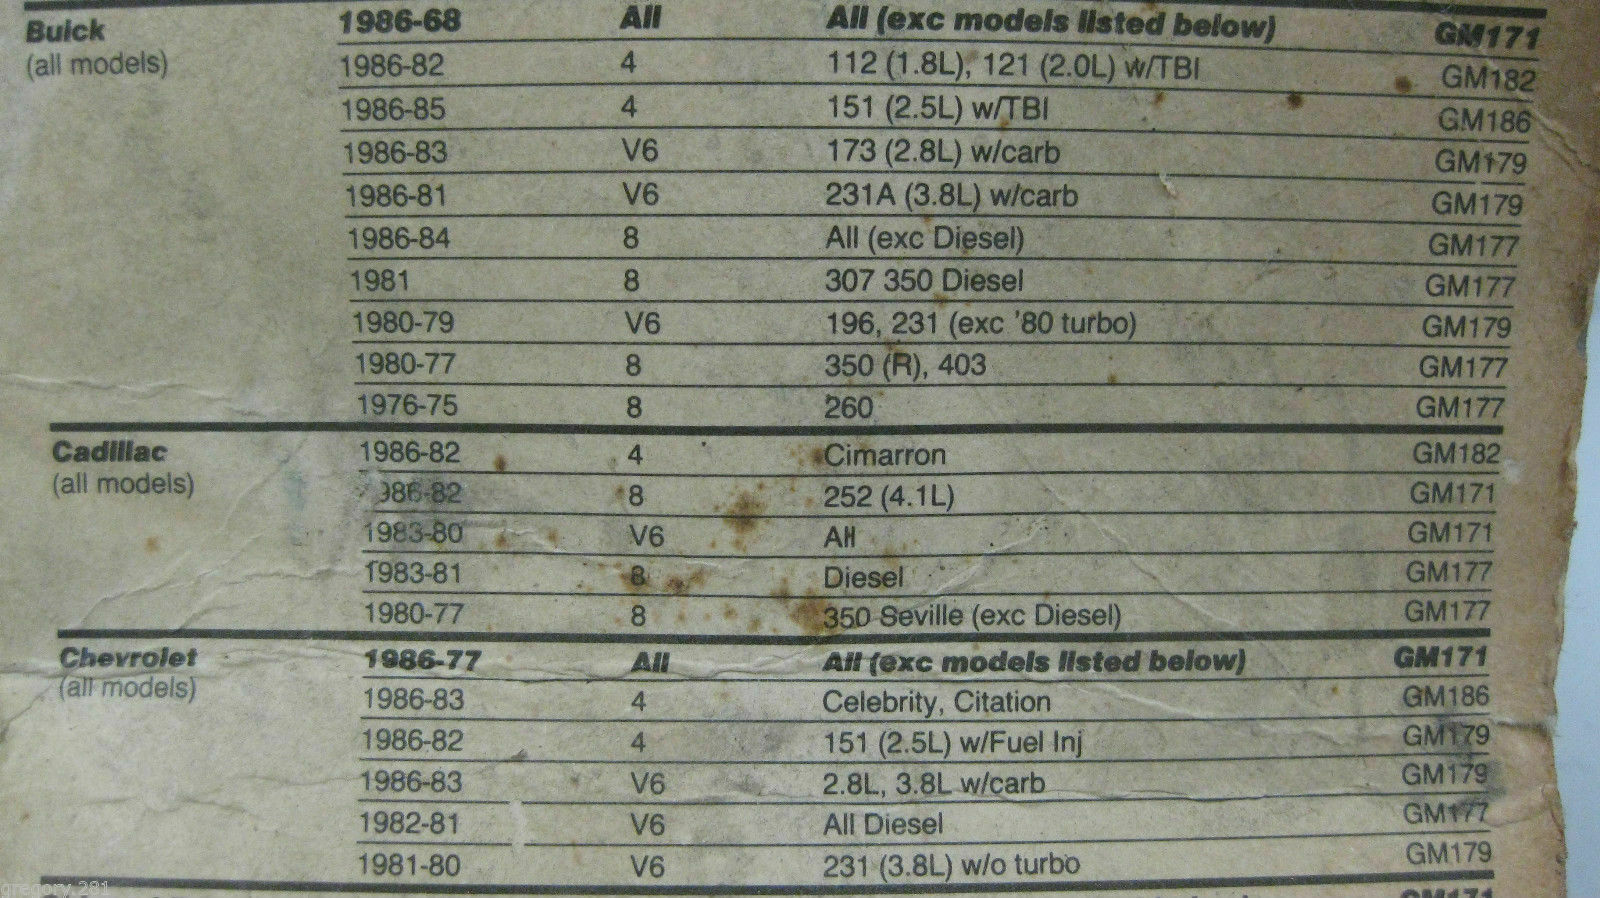 Buick 1986-68 All All (exc models listed below) GM171
(all models) 1986-82 4 112 (1.8L), 121 (2.0L) w/TBI GM182
1986-85 4 151 (2.5L) w/TBI GM186
1986-83 V6 173 (2.8L) w/carb GM179
1986-81 V6 231A (3.8L) w/carb GM179
1986-84 8 All (exc Diesel) GM177
1981 8 307 350 Diesel GM177
1980-79 V6 196, 231 (exc '80 turbo) GM179
1980-77 8 350 (R), 403 GM177
1976-75 8 260 GM177
Cadillac 1986-82 4 Cimarron GM182
(all models) 986-82 8 252 (4.1L) GM171
1983-80 V6 All GM171
1983-81 8 Diesel GM177
1980-77 8 350 Seville (exc Diesel) GM177
Chevrolet 1986-77 All All (exc models listed below) GM171
(all models) 1986-83 4 Celebrity, Citation GM186
1986-82 4 151 (2.5L) w/Fuel Inj GM179
1986-83 V6 2.8L, 3.8L w/carb GM179
1982-81 V6 All Diesel GM177
1981-80 V6 231 (3.8L) w/o turbo GM179
gregory.281
GM171